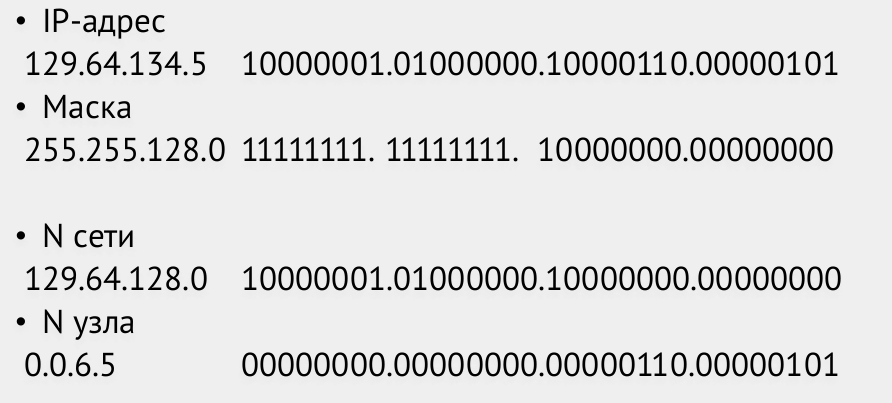 • IP-адрес
129.64.134.5 10000001.01000000.10000110.00000101
• Маска
255.255.128.0 11111111. 11111111. 10000000.00000000
• N сети
129.64.128.0 10000001.01000000.10000000.00000000
• N узла
0.0.6.5 00000000.00000000.00000110.00000101